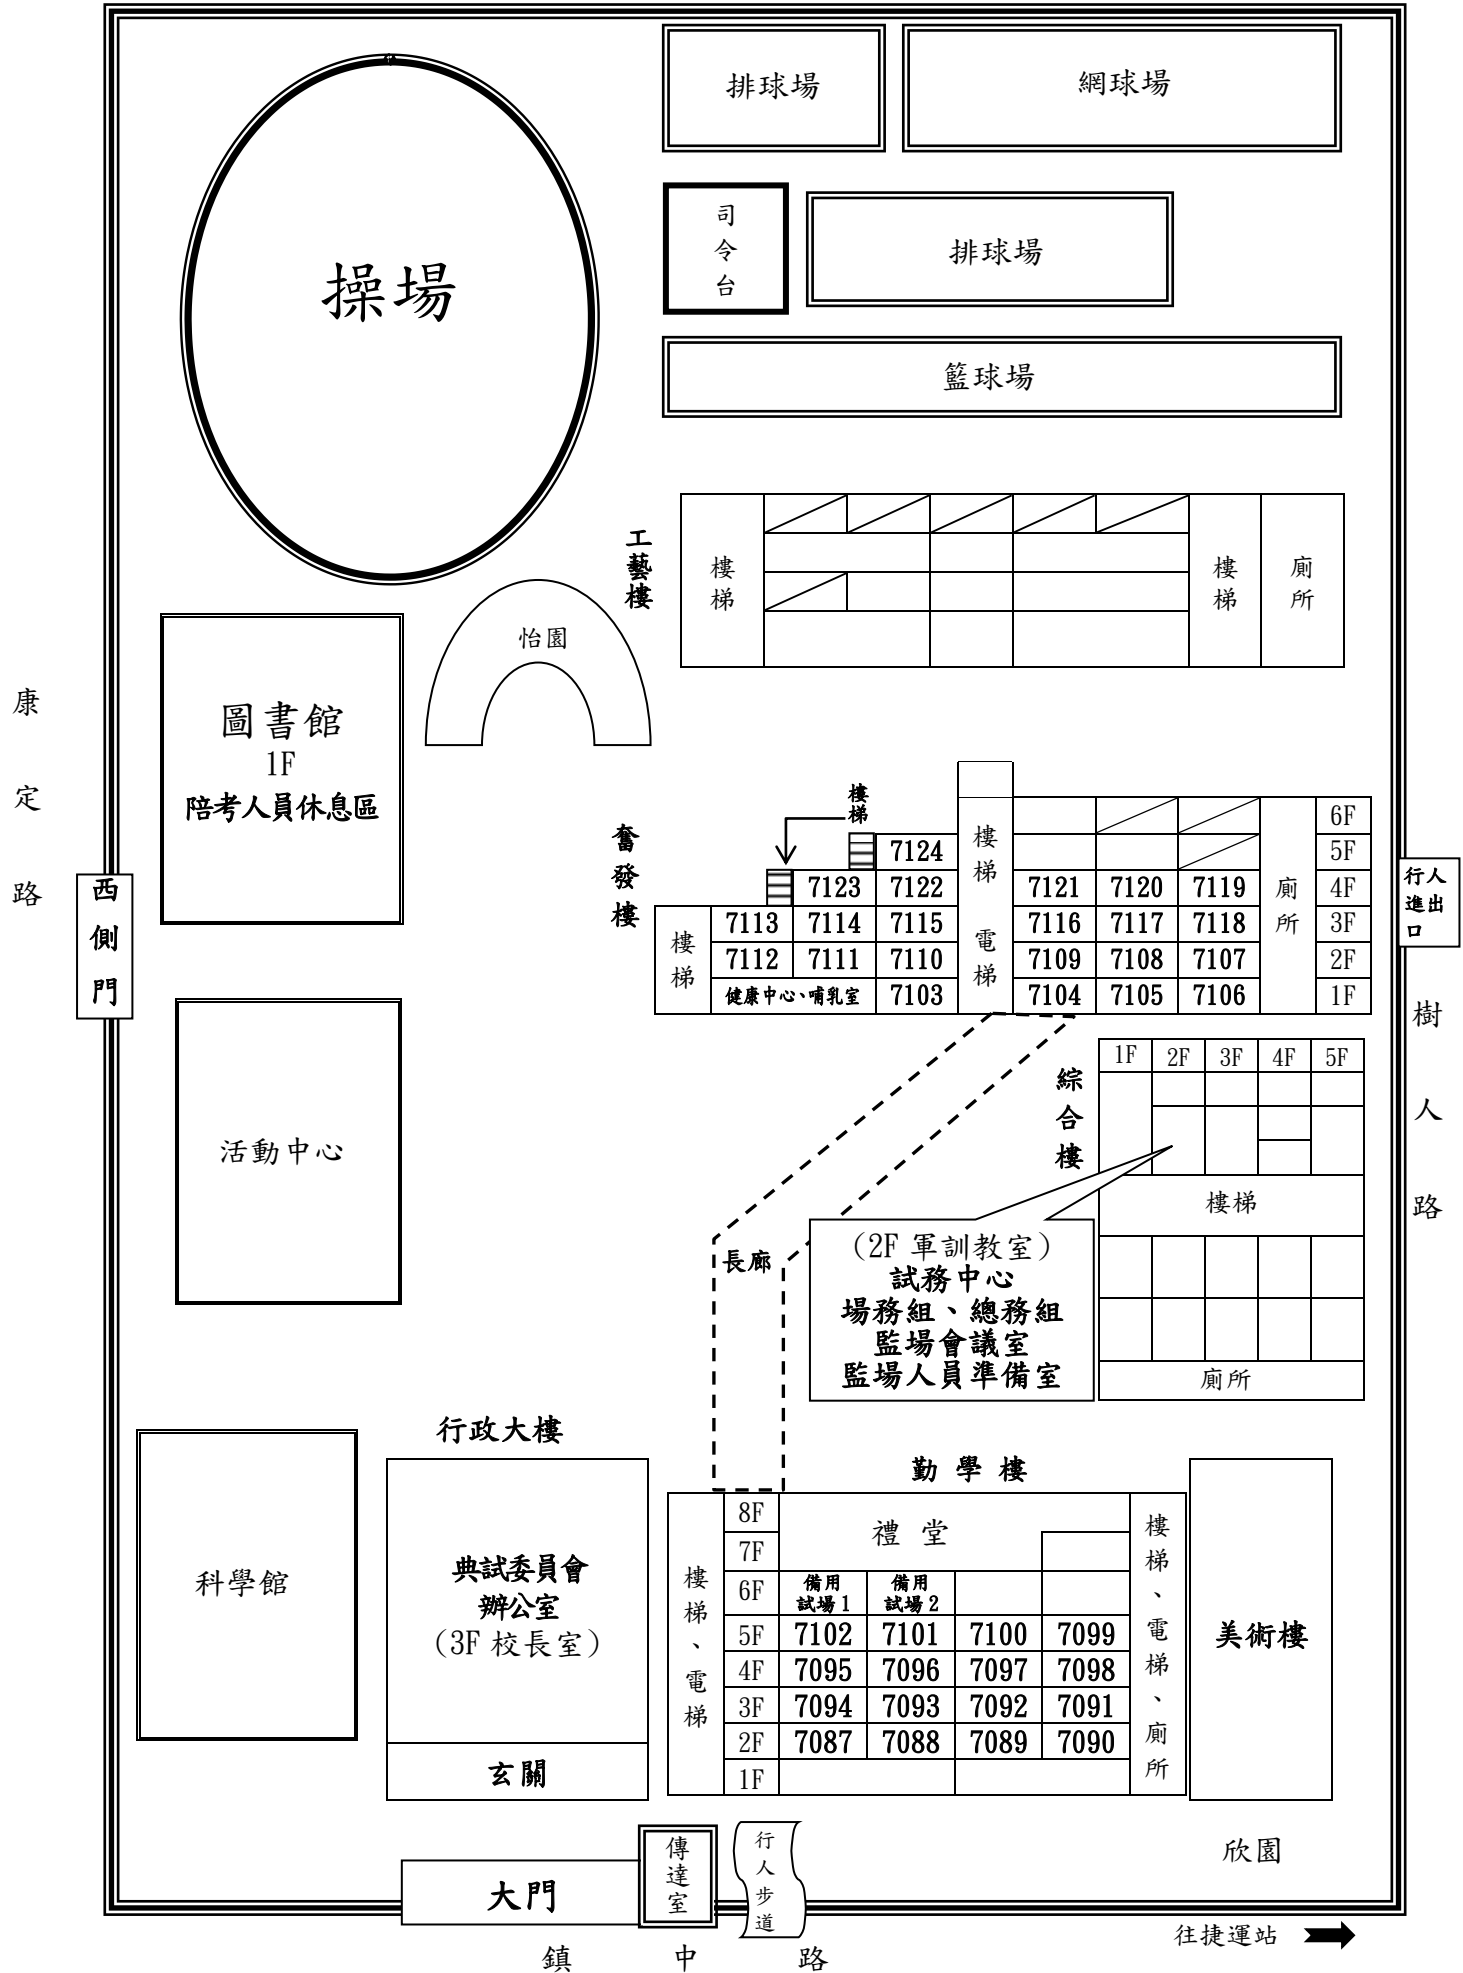 排球場
網球場
司令台
排球場
操場
籃球場
工藝樓
樓梯
樓梯
廁所
怡園
圖書館
1F
陪考人員休息區
康定路
西側門
奮發樓
樓梯
樓梯 電梯
廁所
6F
7124
5F
7123 7122 7121 7120 7119 4F
樓梯
7113 7114 7115 7116 7117 7118 3F
7112 7111 7110 7109 7108 7107 2F
健康中心、哺乳室 7103 7104 7105 7106 1F
行人
進出
口
樹人路
綜合樓
1F 2F 3F 4F 5F
樓梯
廁所
活動中心
長廊
(2F 軍訓教室)
試務中心
場務組、總務組
監場會議室
監場人員準備室
科學館
行政大樓
典試委員會
辦公室
(3F 校長室)
玄關
勤學樓
樓梯、電梯
8F
禮堂
7F
6F
備用
試場 1
備用
試場 2
5F 7102 7101 7100 7099
4F 7095 7096 7097 7098
3F 7094 7093 7092 7091
2F 7087 7088 7089 7090
1F
樓梯、電梯、廁所
美術樓
欣園
大門
傳達室
行人步道
鎮中路
往捷運站